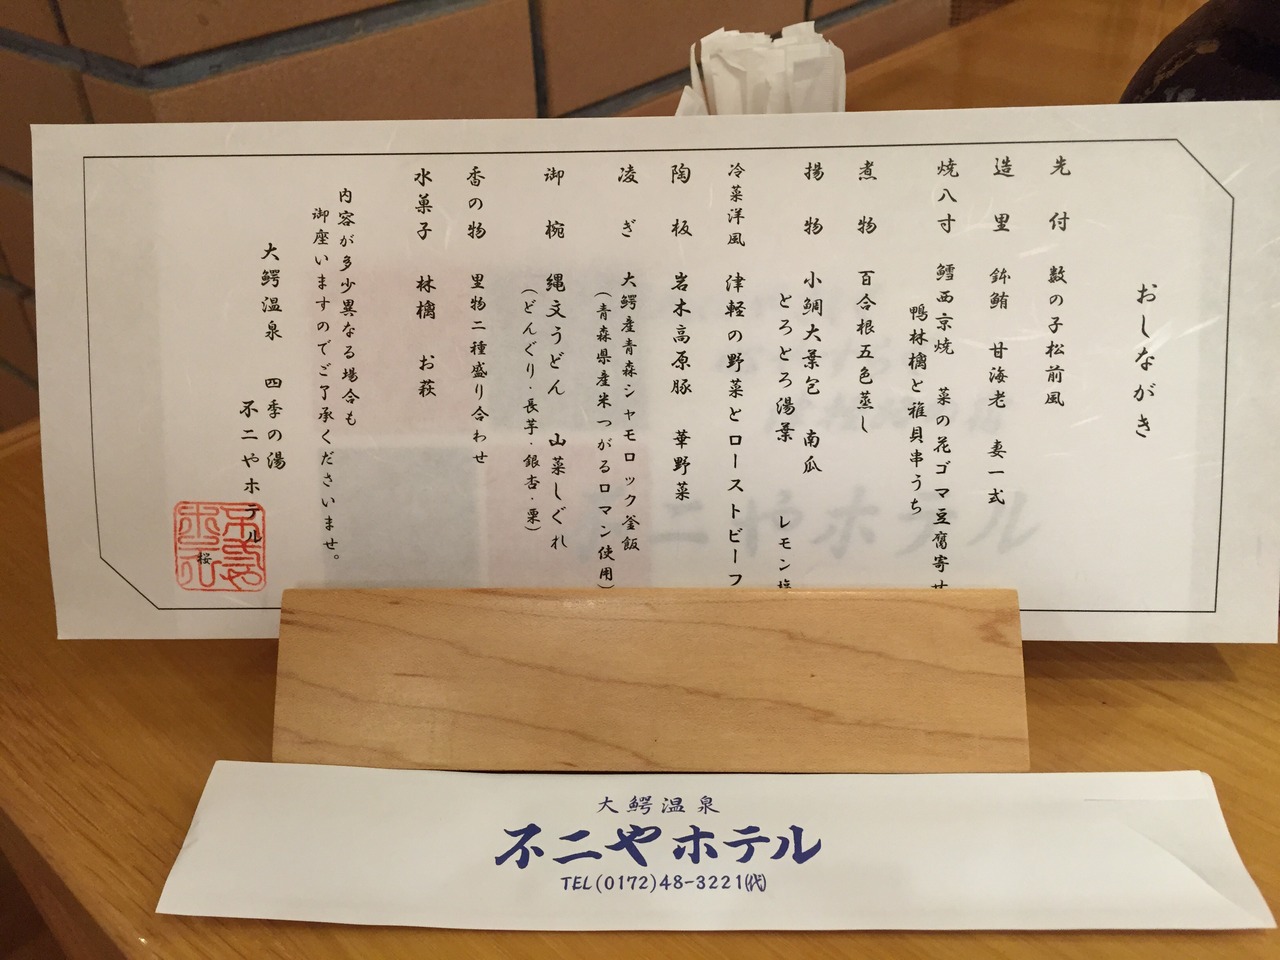 おしながき
先付 数の子松前風
造里 鉾鮪 甘海老 妻一式
焼八寸 鱈西京焼 菜の花ゴマ豆腐寄せ
鴨林檎と稚貝串うち
煮物 百合根五色蒸し
揚物 小鯛大葉包 南瓜
とろとろ湯葉 レモン塩
冷菜洋風 津軽の野菜とローストビーフ
陶板 岩木高原豚 華野菜
凌ぎ 大鰐産青森シャモロック釜飯
(青森県産米つがるロマン使用)
御椀 縄文うどん 山菜しぐれ
(どんぐり・長芋・銀杏・栗)
香の物 里物二種盛り合わせ
水菓子 林檎 お萩
内容が多少異なる場合も
御座いますのでご了承くださいませ。
大鰐温泉 四季の湯
不二やホテル
桜
大鰐温泉
不二やホテル
TEL(0172)48-3221㈹